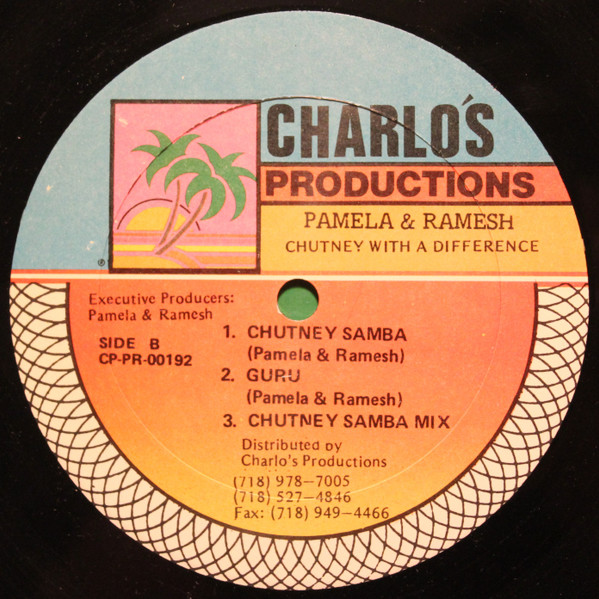 CHARLO'S
PRODUCTIONS
PAMELA & RAMESH
CHUTNEY WITH A DIFFERENCE
®
Executive Producers:
Pamela & Ramesh
SIDE B
CP-PR-00192
1. CHUTNEY SAMBA
(Pamela & Ramesh)
2. GURU
(Pamela & Ramesh)
3. CHUTNEY SAMBA MIX
Distributed by
Charlo's Productions
(718) 978-7005
(718) 527-4846
Fax: (718) 949-4466